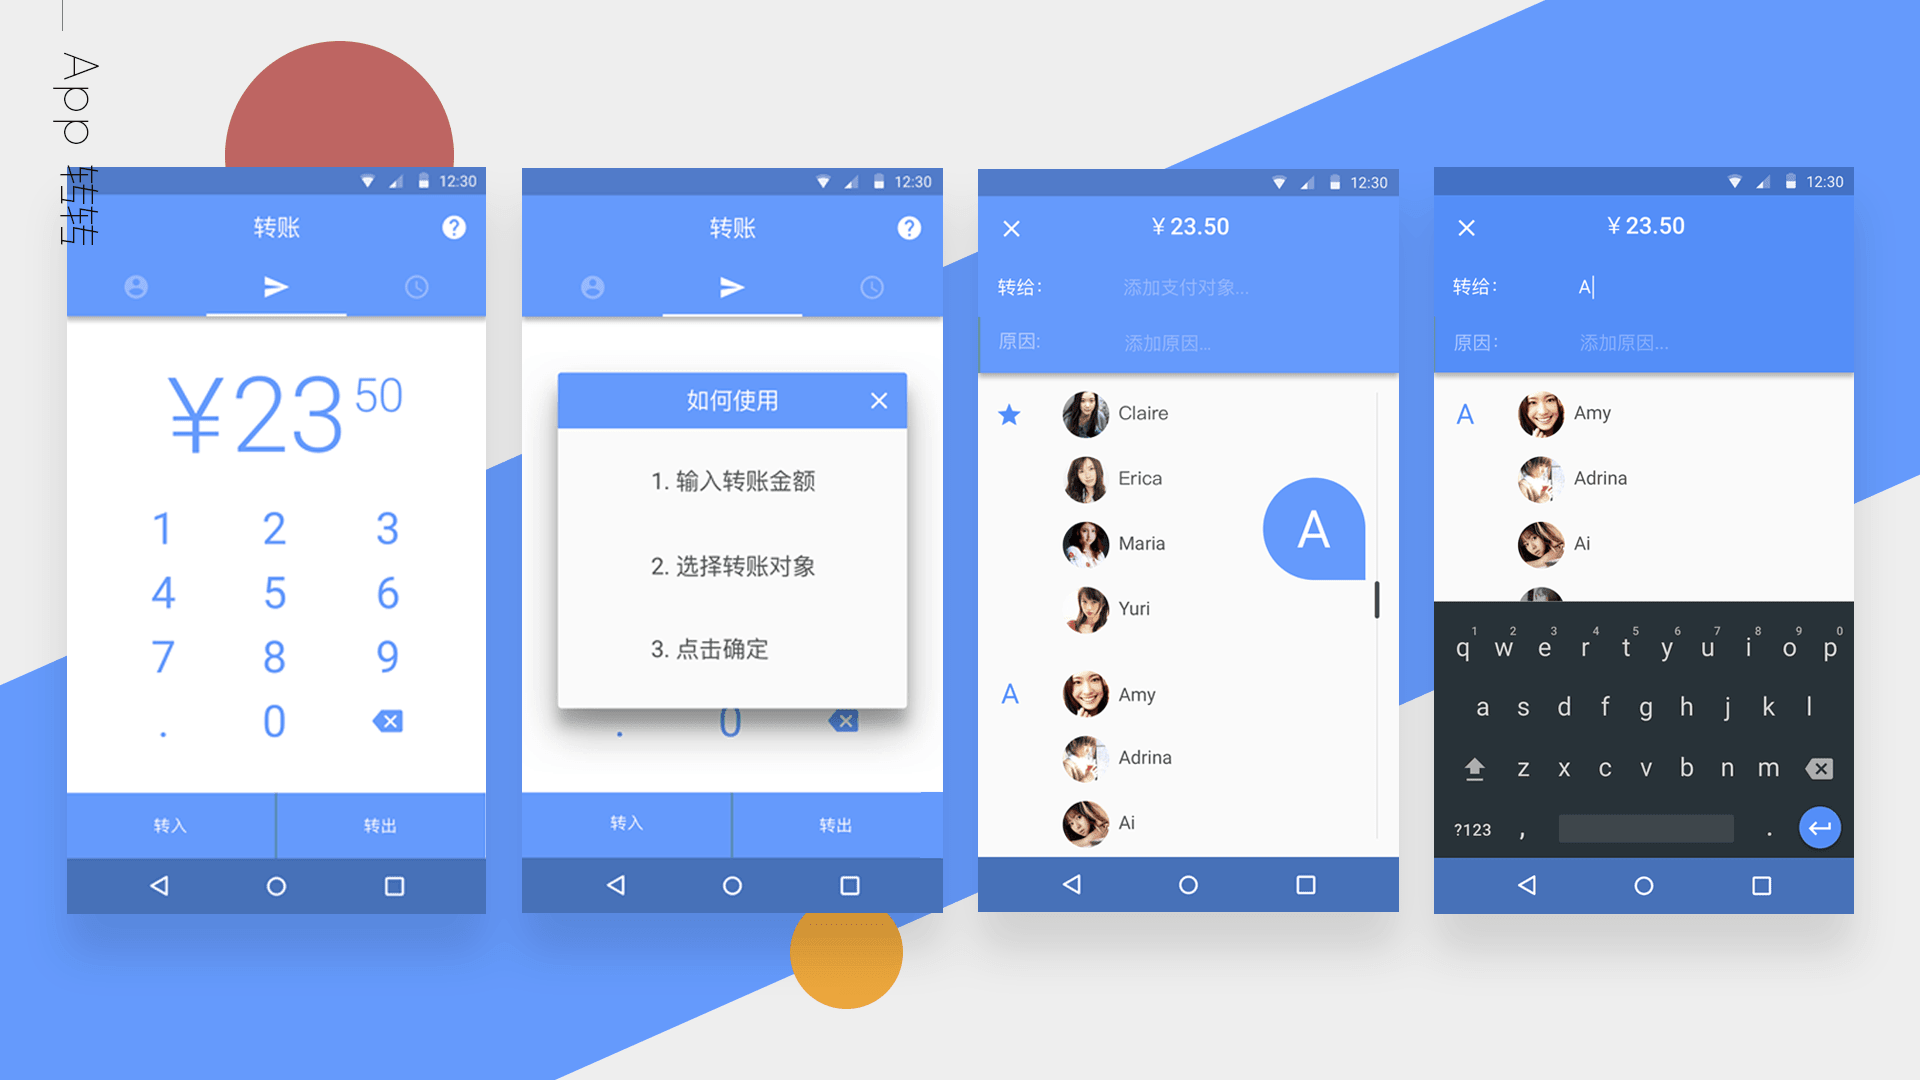 App 转转
12:30
转账
?
¥23 50
1 2 3
4 5 6
7 8 9
. 0
转入 转出
12:30
转账
?
如何使用
1. 输入转账金额
2. 选择转账对象
3. 点击确定
. 0
转入 转出
12:30
¥ 23.50
转给: 添加支付对象...
原因: 添加原因...
Claire
Erica
Maria
A
Yuri
A Amy
Adrina
Ai
12:30
¥ 23.50
转给: A
原因: 添加原因...
A Amy
Adrina
Ai
1 2 3 4 5 6 7 8 9 0
q w e r t y u i o p
a s d f g h j k l
z x c v b n m
?123 , .